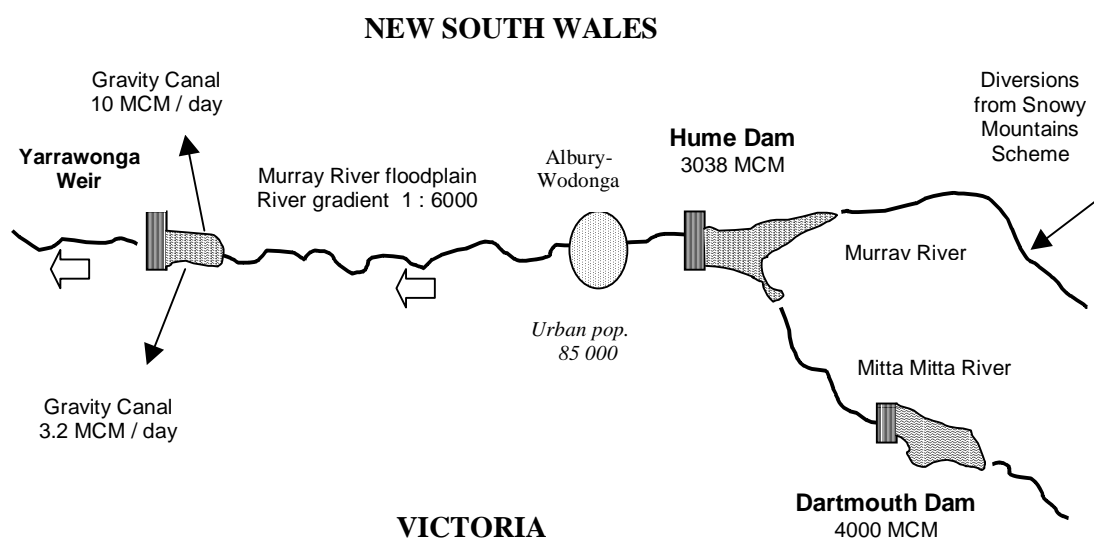 NEW SOUTH WALES
Gravity Canal
10 MCM / day
Diversions
from Snowy
Mountains
Scheme
Yarrawonga
Weir
Murray River floodplain
River gradient 1 : 6000
Albury-
Wodonga
Hume Dam
3038 MCM
Murrav River
Urban pop.
85 000
Mitta Mitta River
Gravity Canal
3.2 MCM / day
Dartmouth Dam
4000 MCM
VICTORIA